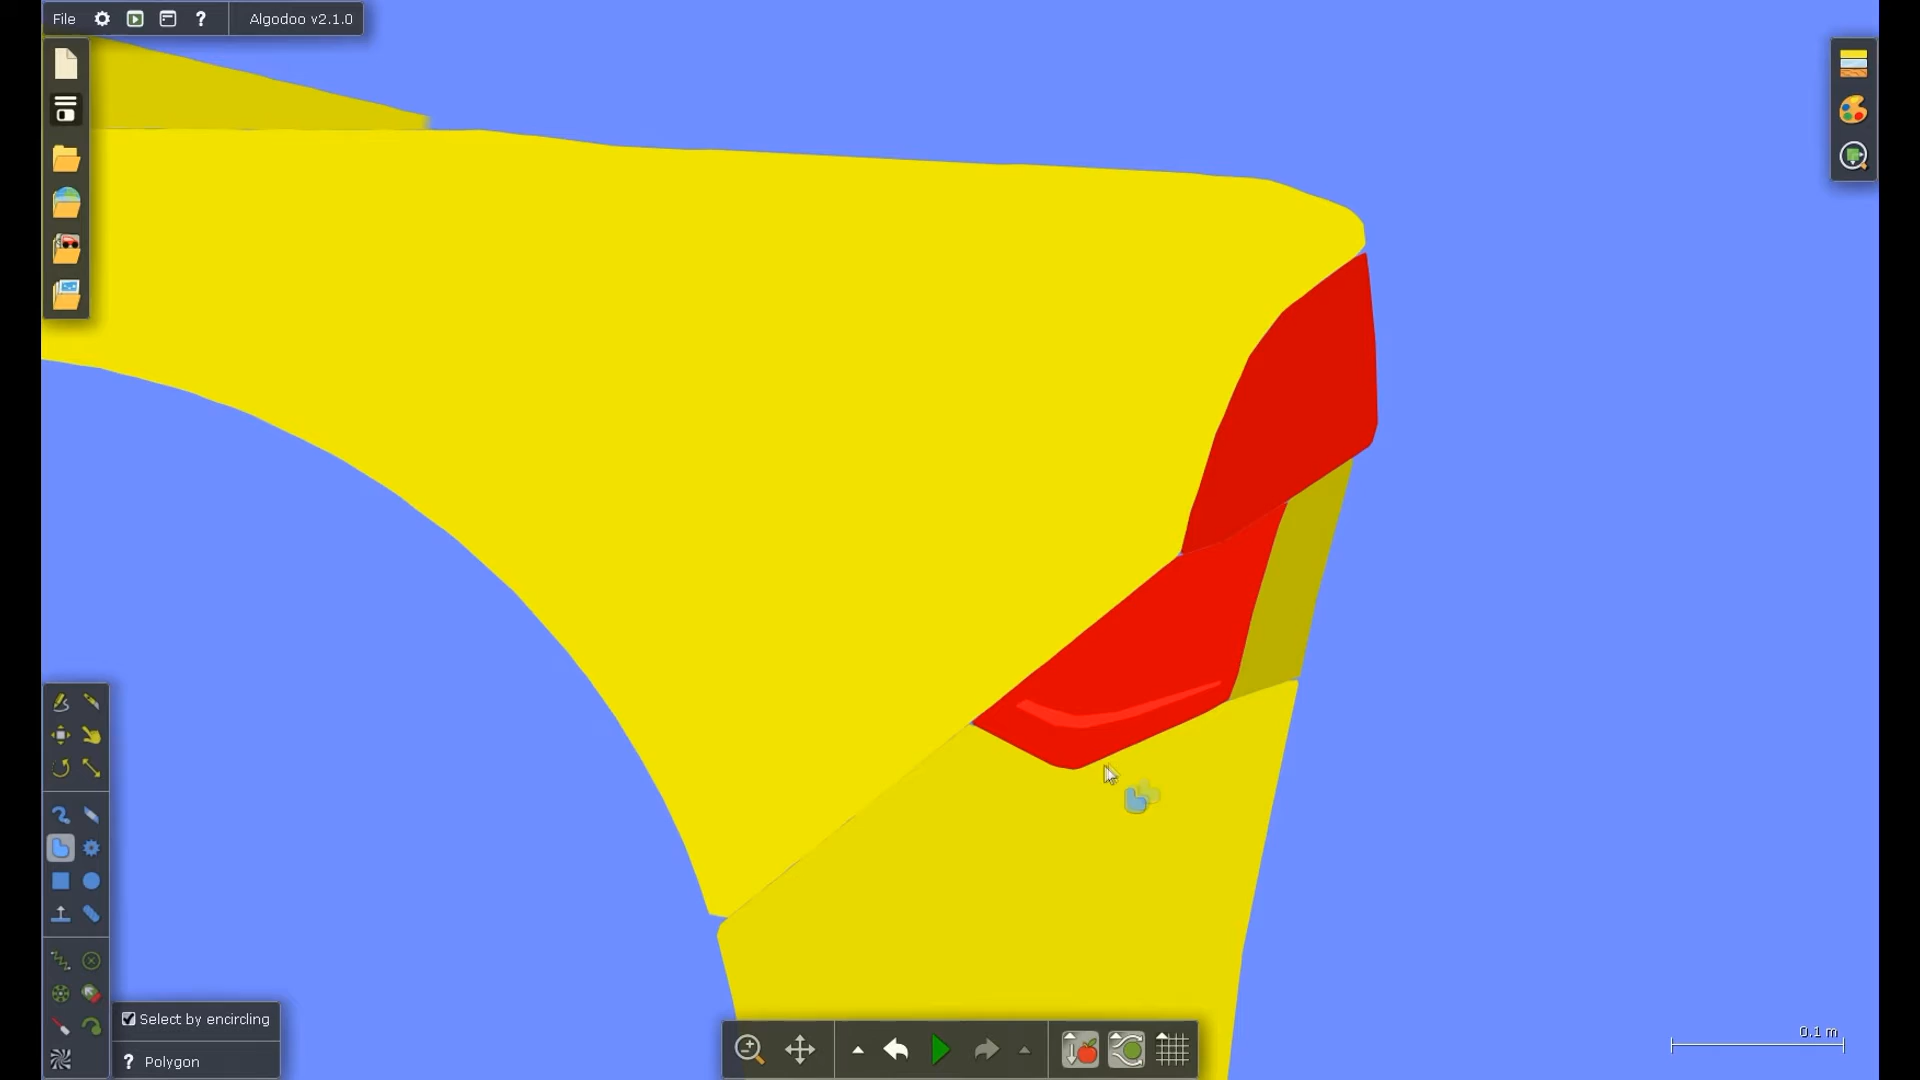 File ? Algodoo v2.1.0
Select by encircling
? Polygon
0.1 m